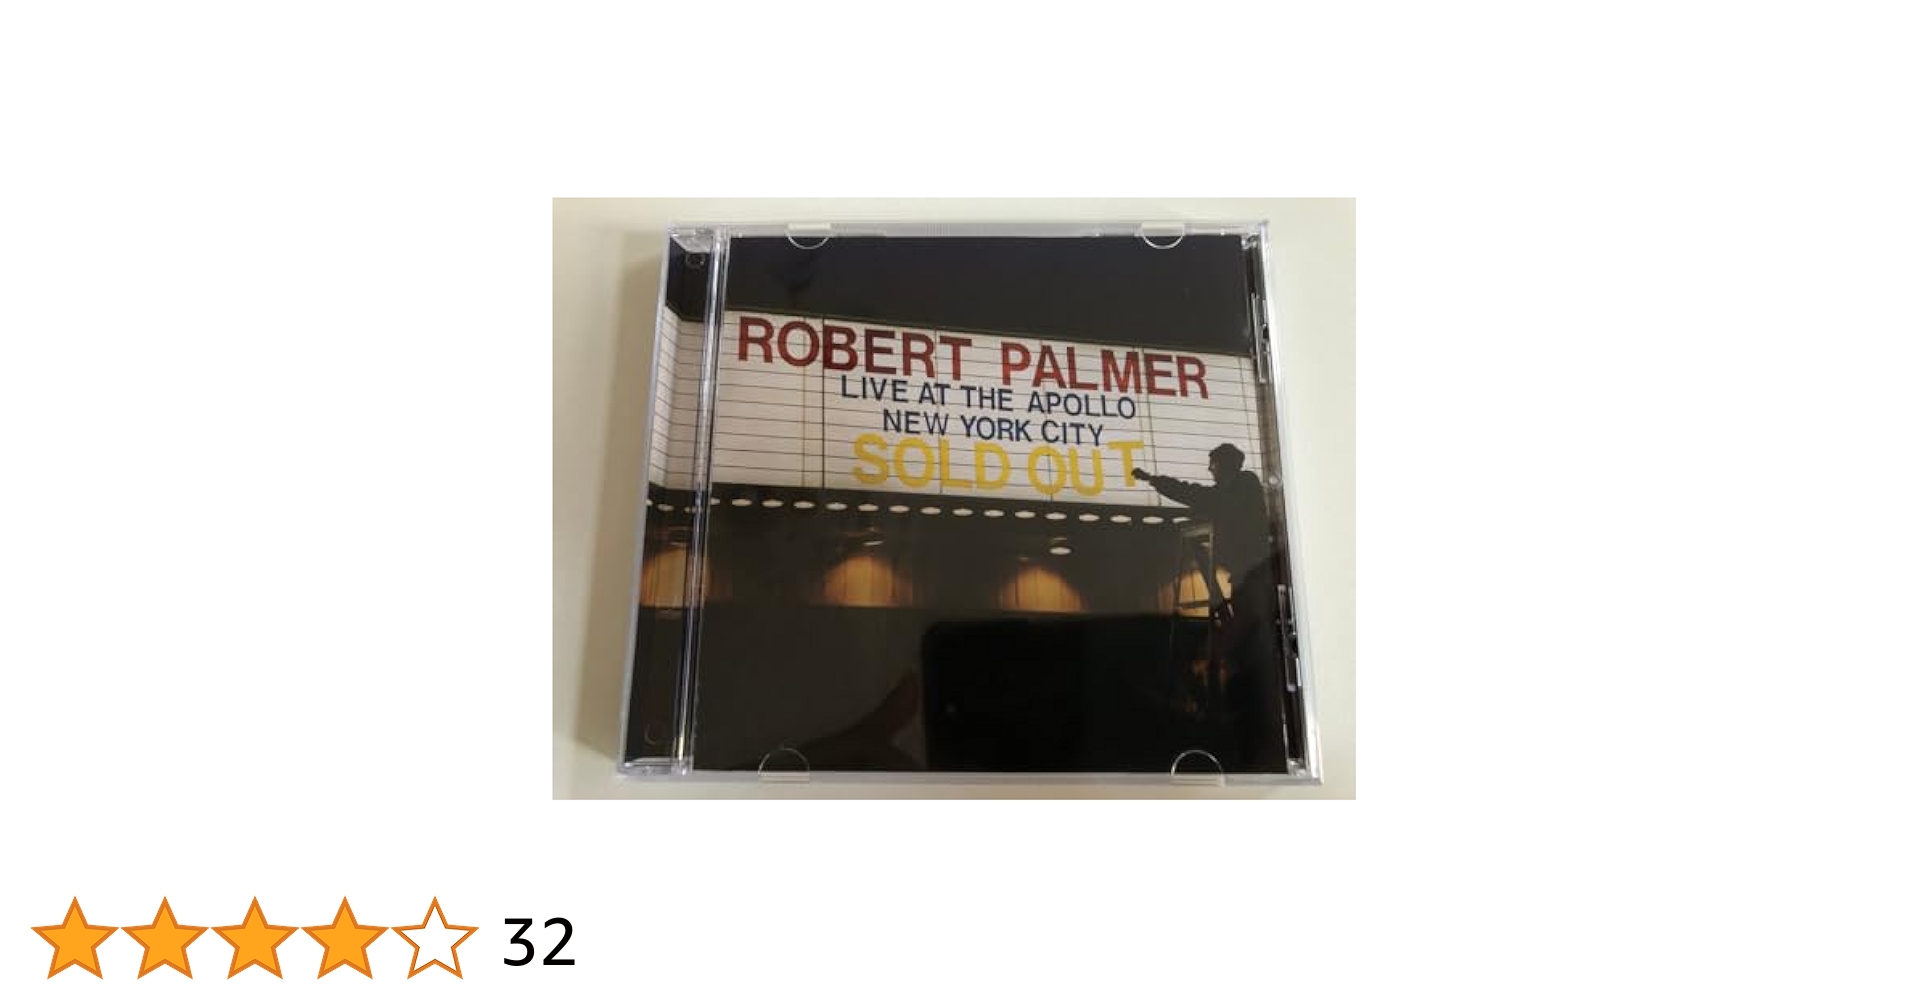 ROBERT PALMER
LIVE AT THE APOLLO
NEW YORK CITY
SOLD OUT
32